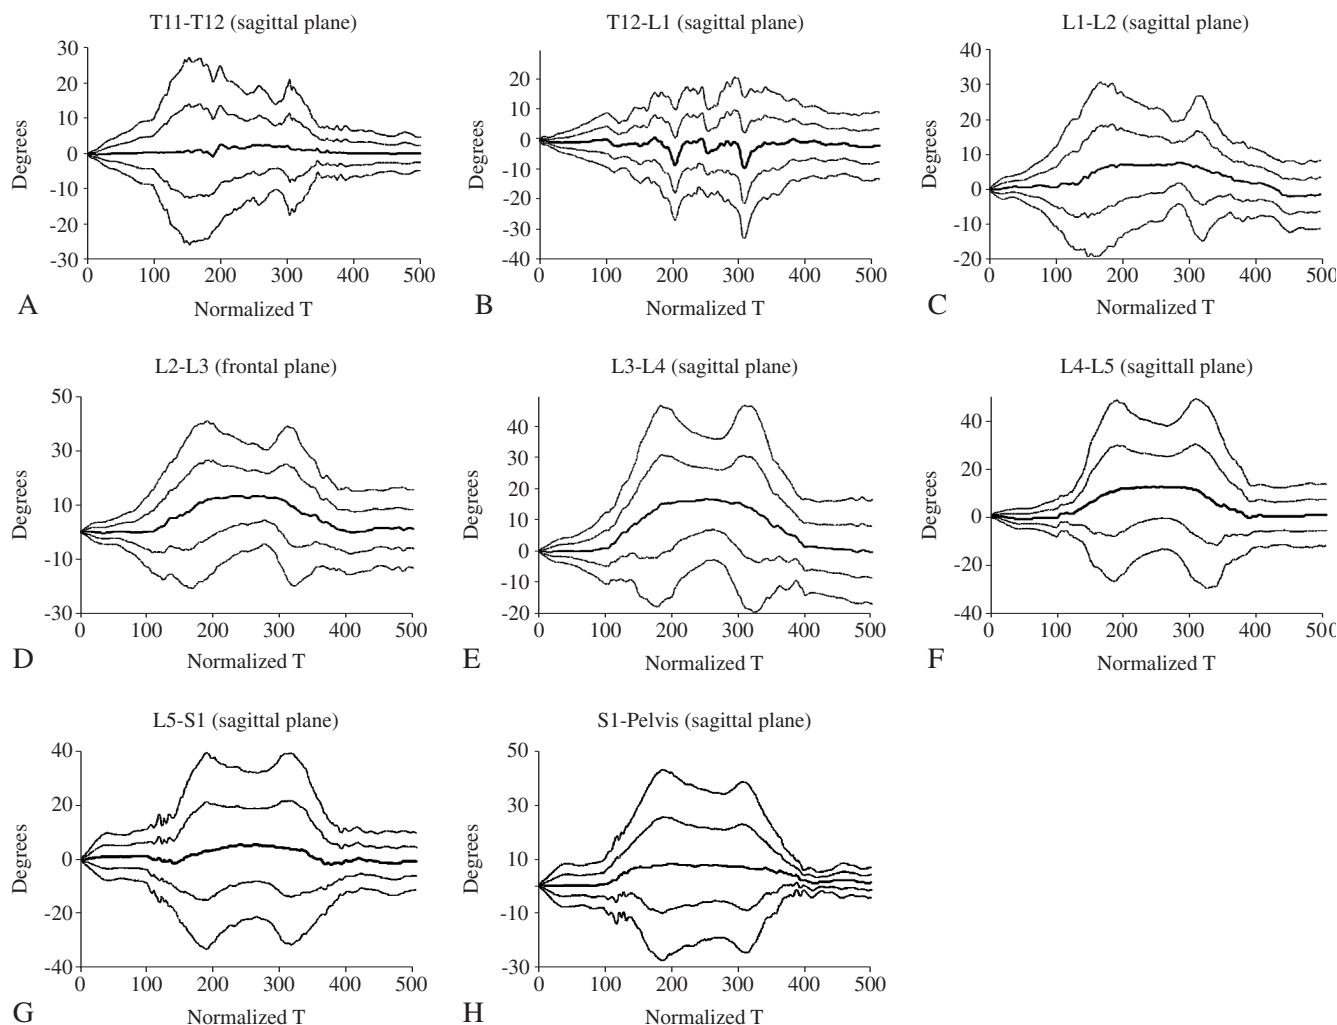 T11-T12 (sagittal plane)
30
20
10
0
-10
-20
-30
Degrees
0 100 200 300 400 500
Normalized T
A
T12-L1 (sagittal plane)
20
10
0
-10
-20
-30
-40
Degrees
0 100 200 300 400 500
Normalized T
B
L1-L2 (sagittal plane)
40
30
20
10
0
-10
-20
Degrees
0 100 200 300 400 500
Normalized T
C
L2-L3 (frontal plane)
50
30
10
-10
-30
Degrees
0 100 200 300 400 500
Normalized T
D
L3-L4 (sagittal plane)
40
30
20
10
0
-10
-20
Degrees
0 100 200 300 400 500
Normalized T
E
L4-L5 (sagittall plane)
40
20
0
-20
-40
Degrees
0 100 200 300 400 500
Normalized T
F
L5-S1 (sagittal plane)
40
20
0
-20
-40
Degrees
0 100 200 300 400 500
Normalized T
G
S1-Pelvis (sagittal plane)
50
30
10
-10
-30
Degrees
0 100 200 300 400 500
Normalized T
H